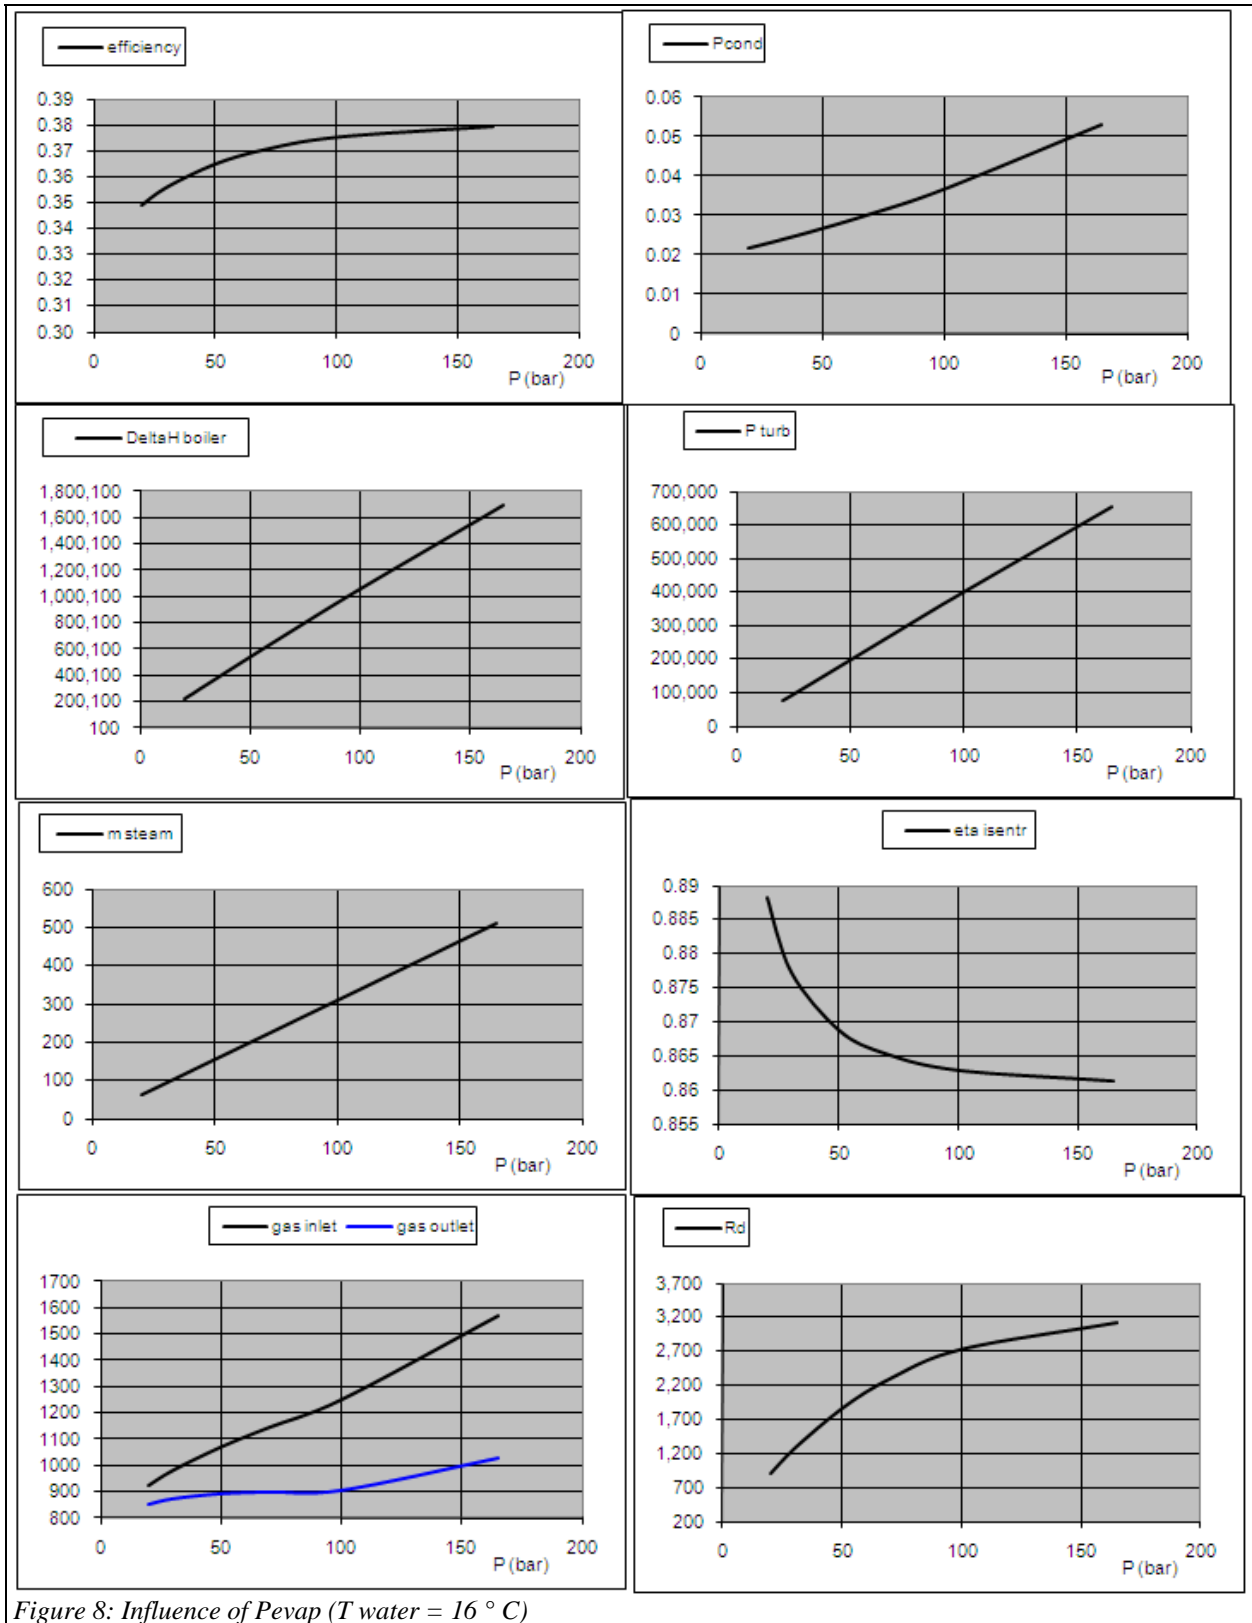 efficiency
0.39
0.38
0.37
0.36
0.35
0.34
0.33
0.32
0.31
0.30
0 50 100 150 200
P (bar)
Pcond
0.06
0.05
0.04
0.03
0.02
0.01
0
0 50 100 150 200
P (bar)
DeltaH boiler
1,800,100
1,600,100
1,400,100
1,200,100
1,000,100
800,100
600,100
400,100
200,100
100
0 50 100 150 200
P (bar)
P turb
700,000
600,000
500,000
400,000
300,000
200,000
100,000
0
0 50 100 150 200
P (bar)
m steam
600
500
400
300
200
100
0
0 50 100 150 200
P (bar)
eta isentr
0.89
0.885
0.88
0.875
0.87
0.865
0.86
0.855
0 50 100 150 200
P (bar)
gas inlet gas outlet
1700
1600
1500
1400
1300
1200
1100
1000
900
800
0 50 100 150 200
P (bar)
Rd
3,700
3,200
2,700
2,200
1,700
1,200
700
200
0 50 100 150 200
P (bar)
Figure 8: Influence of Pevap (T water = 16 ° C)